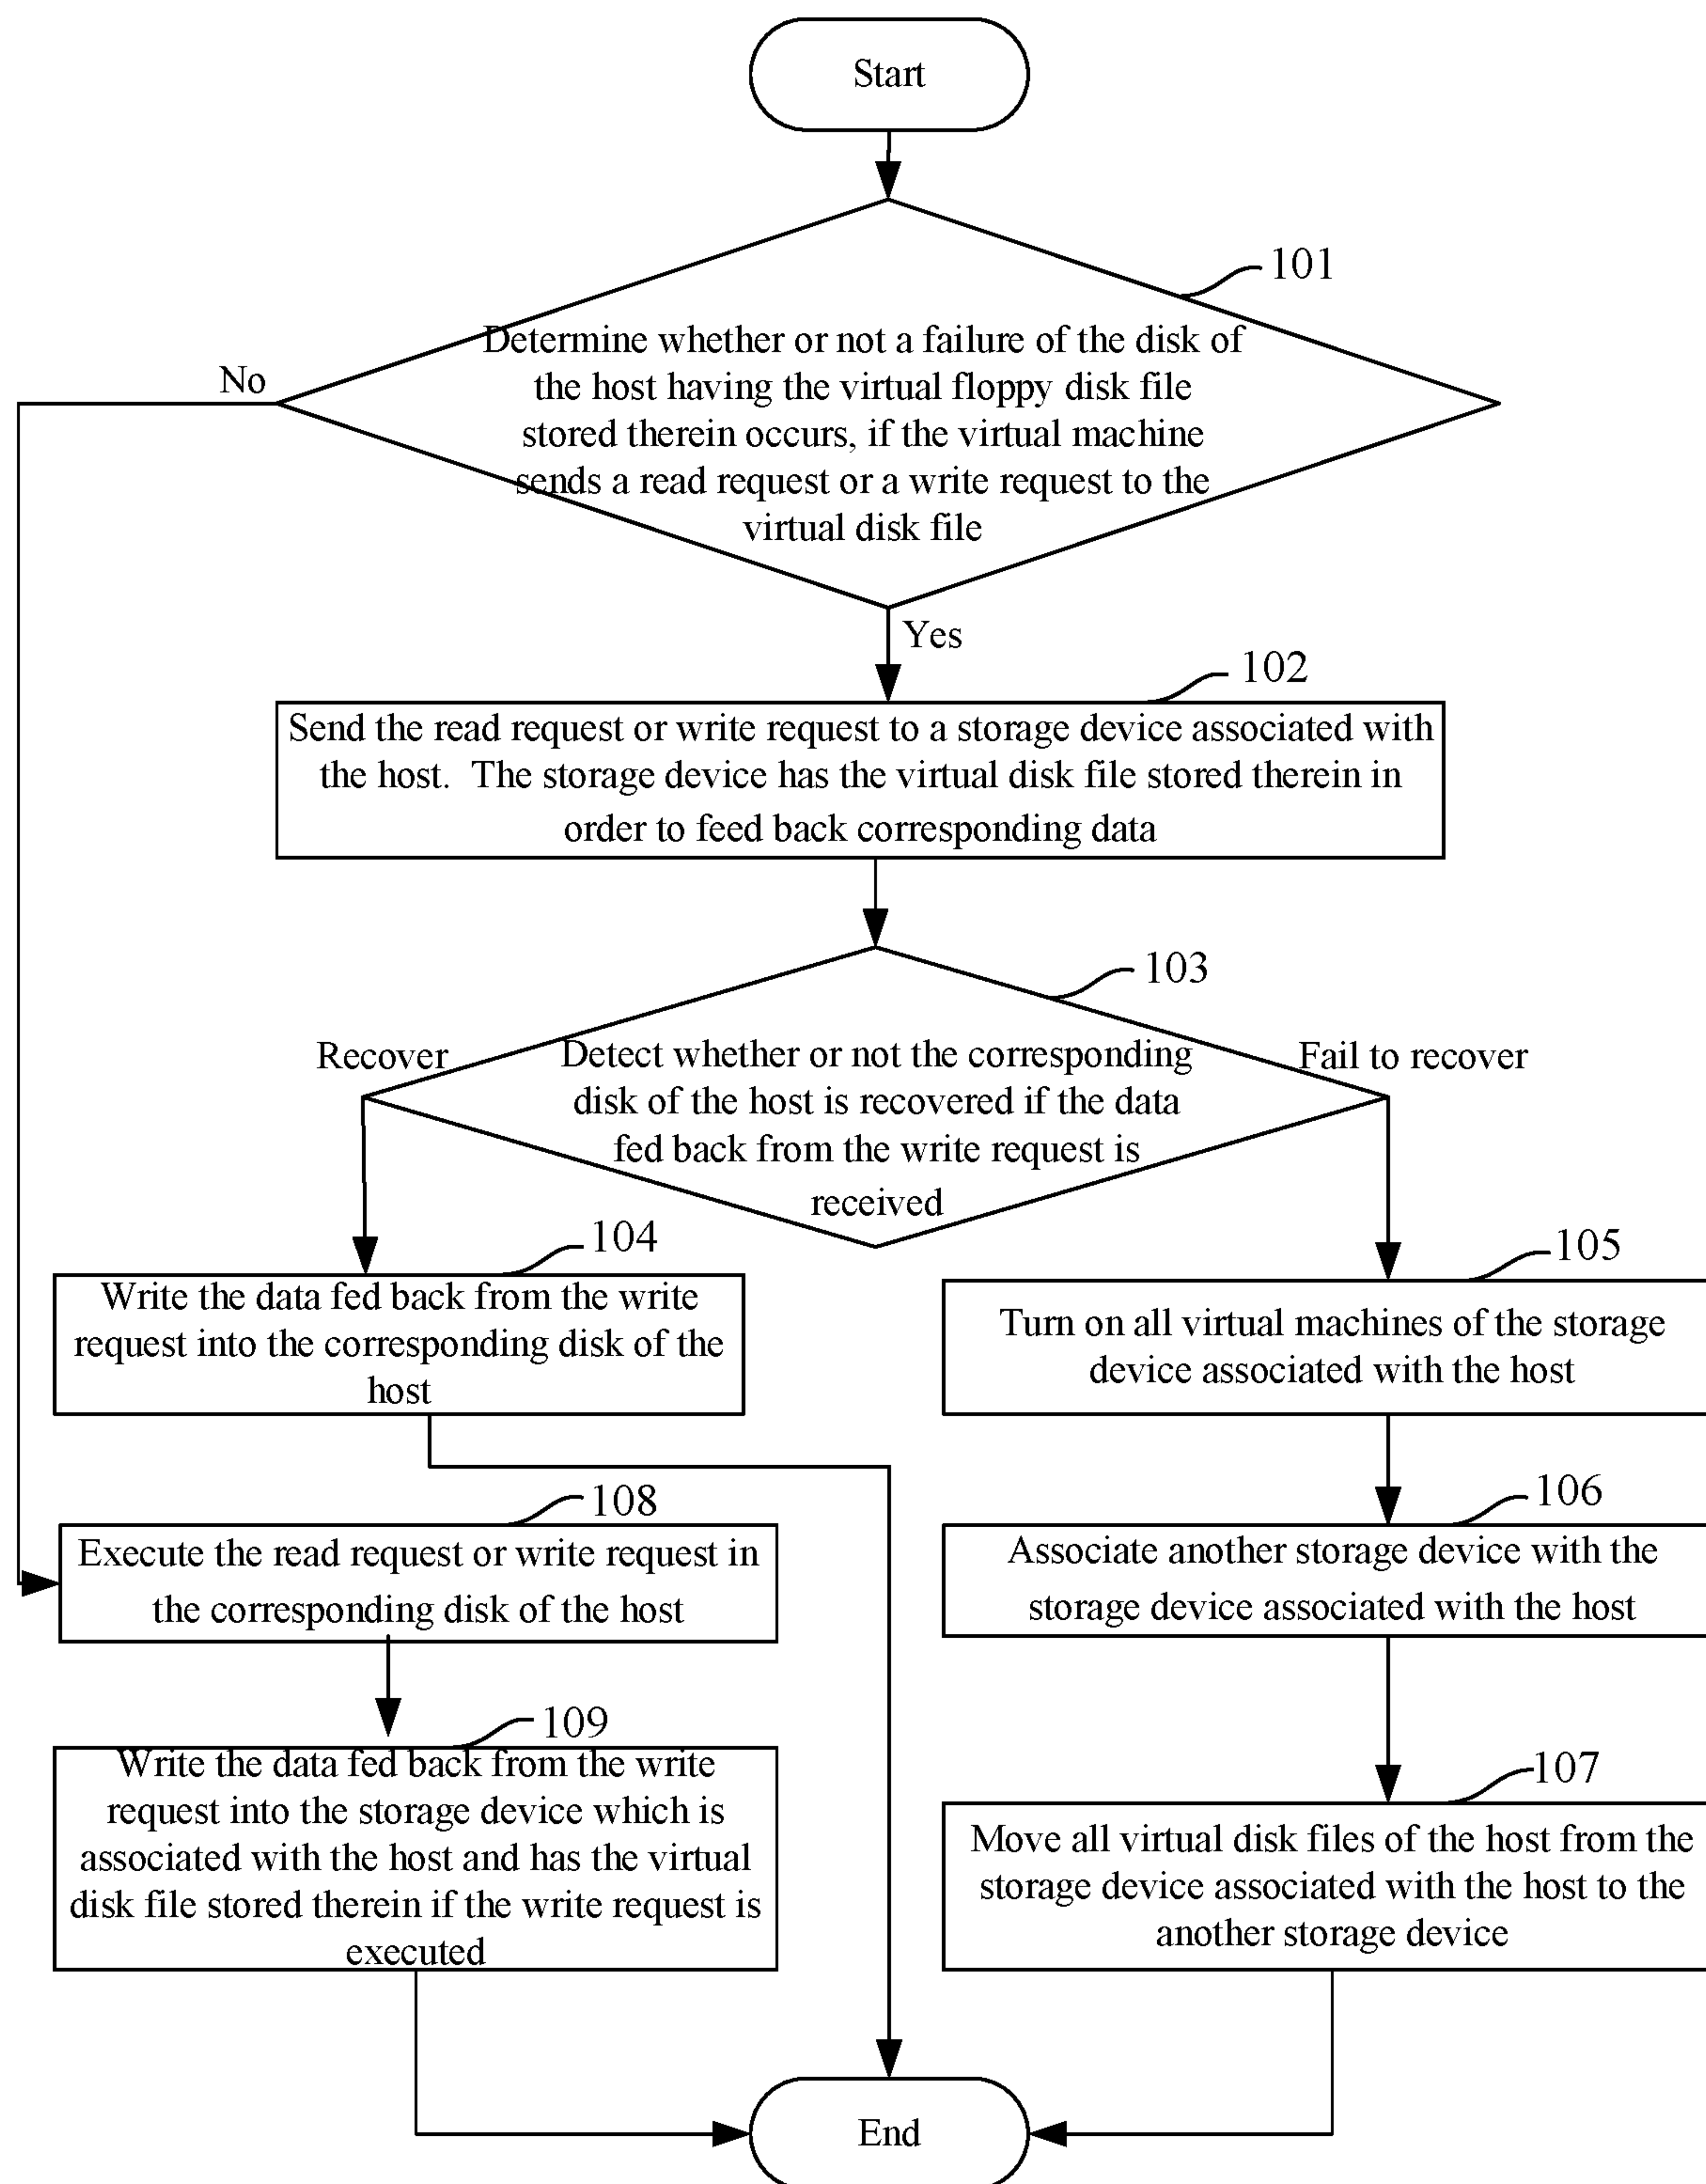 Start
101
Determine whether or not a failure of the disk of
the host having the virtual floppy disk file
stored therein occurs, if the virtual machine
sends a read request or a write request to the
virtual disk file
No
Yes
102
Send the read request or write request to a storage device associated with
the host.  The storage device has the virtual disk file stored therein in
order to feed back corresponding data
103
Recover
Detect whether or not the corresponding
disk of the host is recovered if the data
fed back from the write request is
received
Fail to recover
104
Write the data fed back from the write
request into the corresponding disk of the
host
105
Turn on all virtual machines of the storage
device associated with the host
108
Execute the read request or write request in
the corresponding disk of the host
106
Associate another storage device with the
storage device associated with the host
109
Write the data fed back from the write
request into the storage device which is
associated with the host and has the virtual
disk file stored therein if the write request is
executed
107
Move all virtual disk files of the host from the
storage device associated with the host to the
another storage device
End